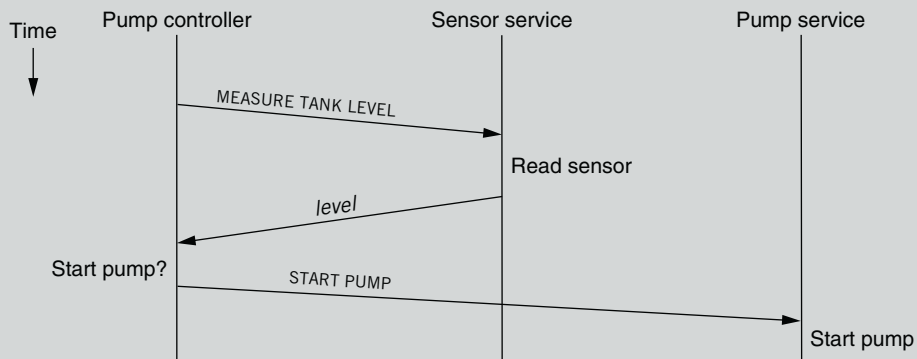 Time
Pump controller
Sensor service
Pump service
MEASURE TANK LEVEL
Read sensor
level
Start pump?
START PUMP
Start pump